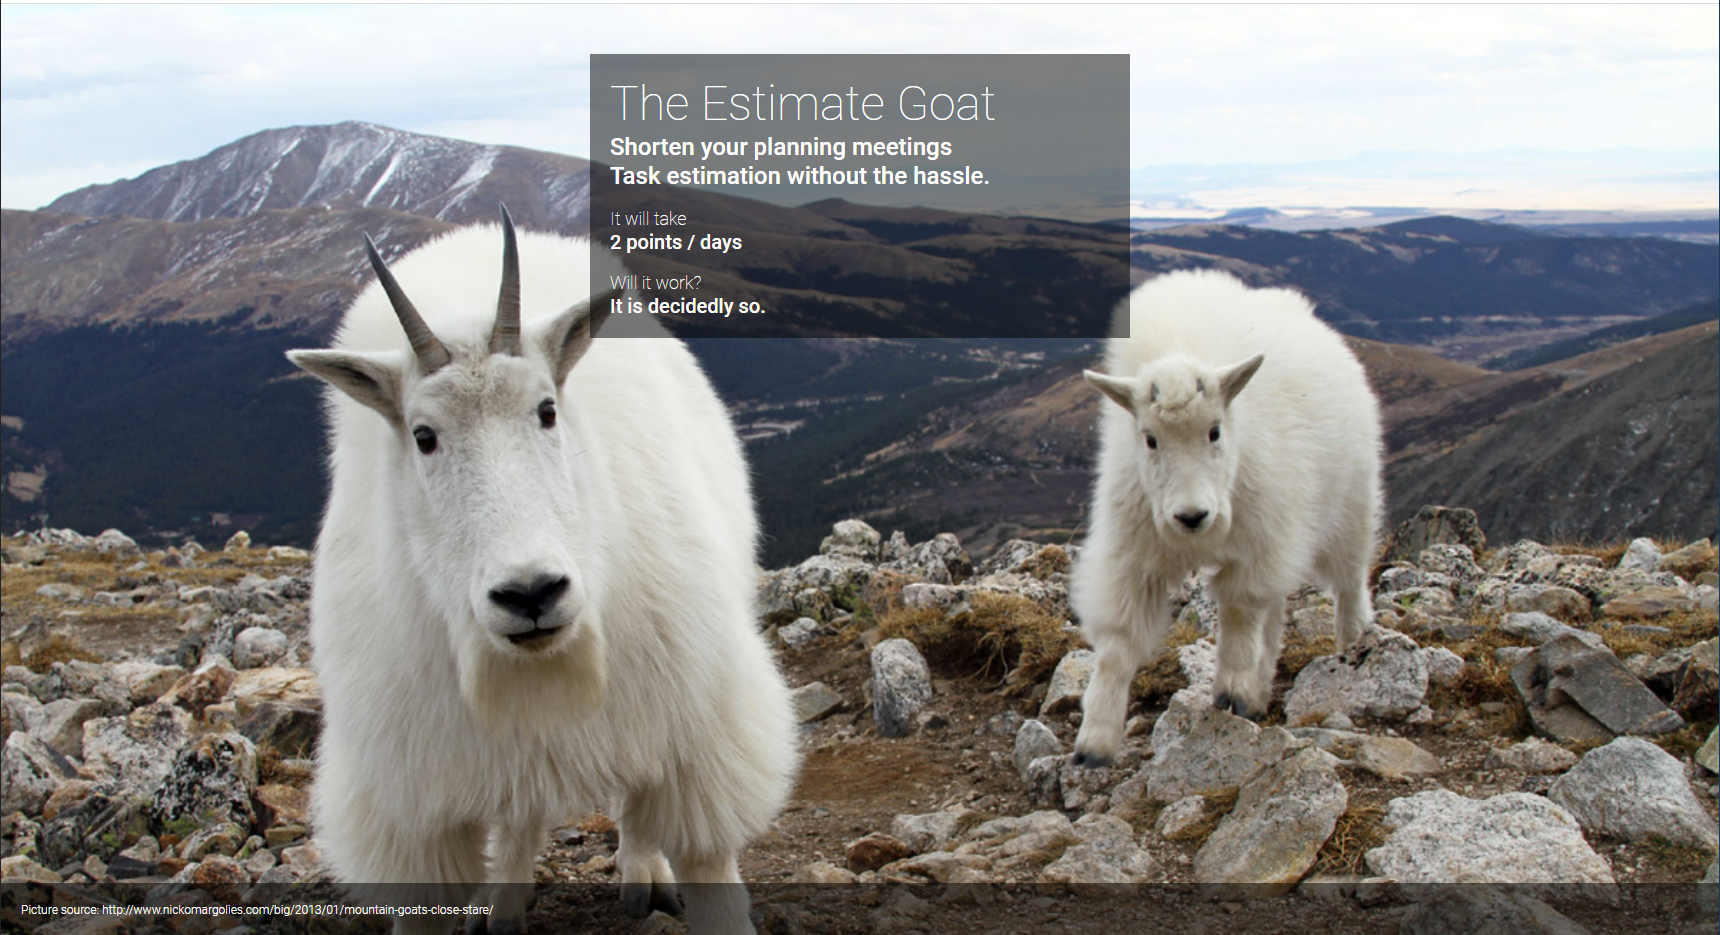 The Estimate Goat
Shorten your planning meetings
Task estimation without the hassle.
It will take
2 points / days
Will it work?
It is decidedly so.
Picture source: http://www.nickomargolies.com/big/2013/01/mountain-goats-close-stare/